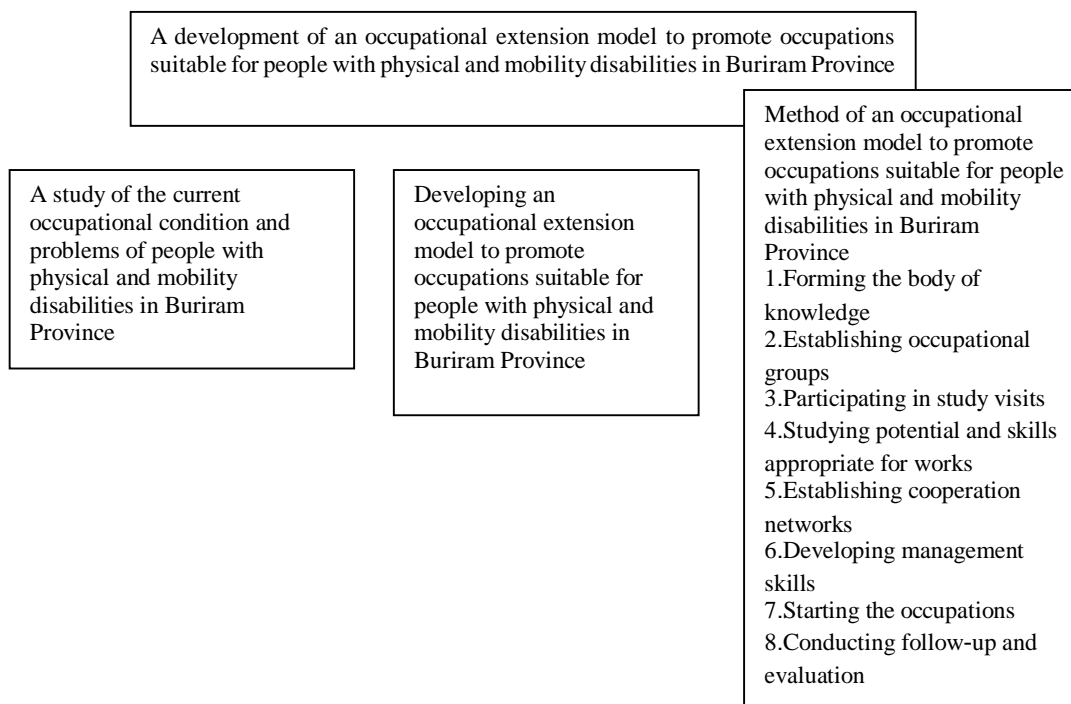 A development of an occupational extension model to promote occupations
suitable for people with physical and mobility disabilities in Buriram Province
A study of the current
occupational condition and
problems of people with
physical and mobility
disabilities in Buriram
Province
Developing an
occupational extension
model to promote
occupations suitable for
people with physical and
mobility disabilities in
Buriram Province
Method of an occupational
extension model to promote
occupations suitable for people
with physical and mobility
disabilities in Buriram
Province
1.Forming the body of
knowledge
2.Establishing occupational
groups
3.Participating in study visits
4.Studying potential and skills
appropriate for works
5.Establishing cooperation
networks
6.Developing management
skills
7.Starting the occupations
8.Conducting follow-up and
evaluation